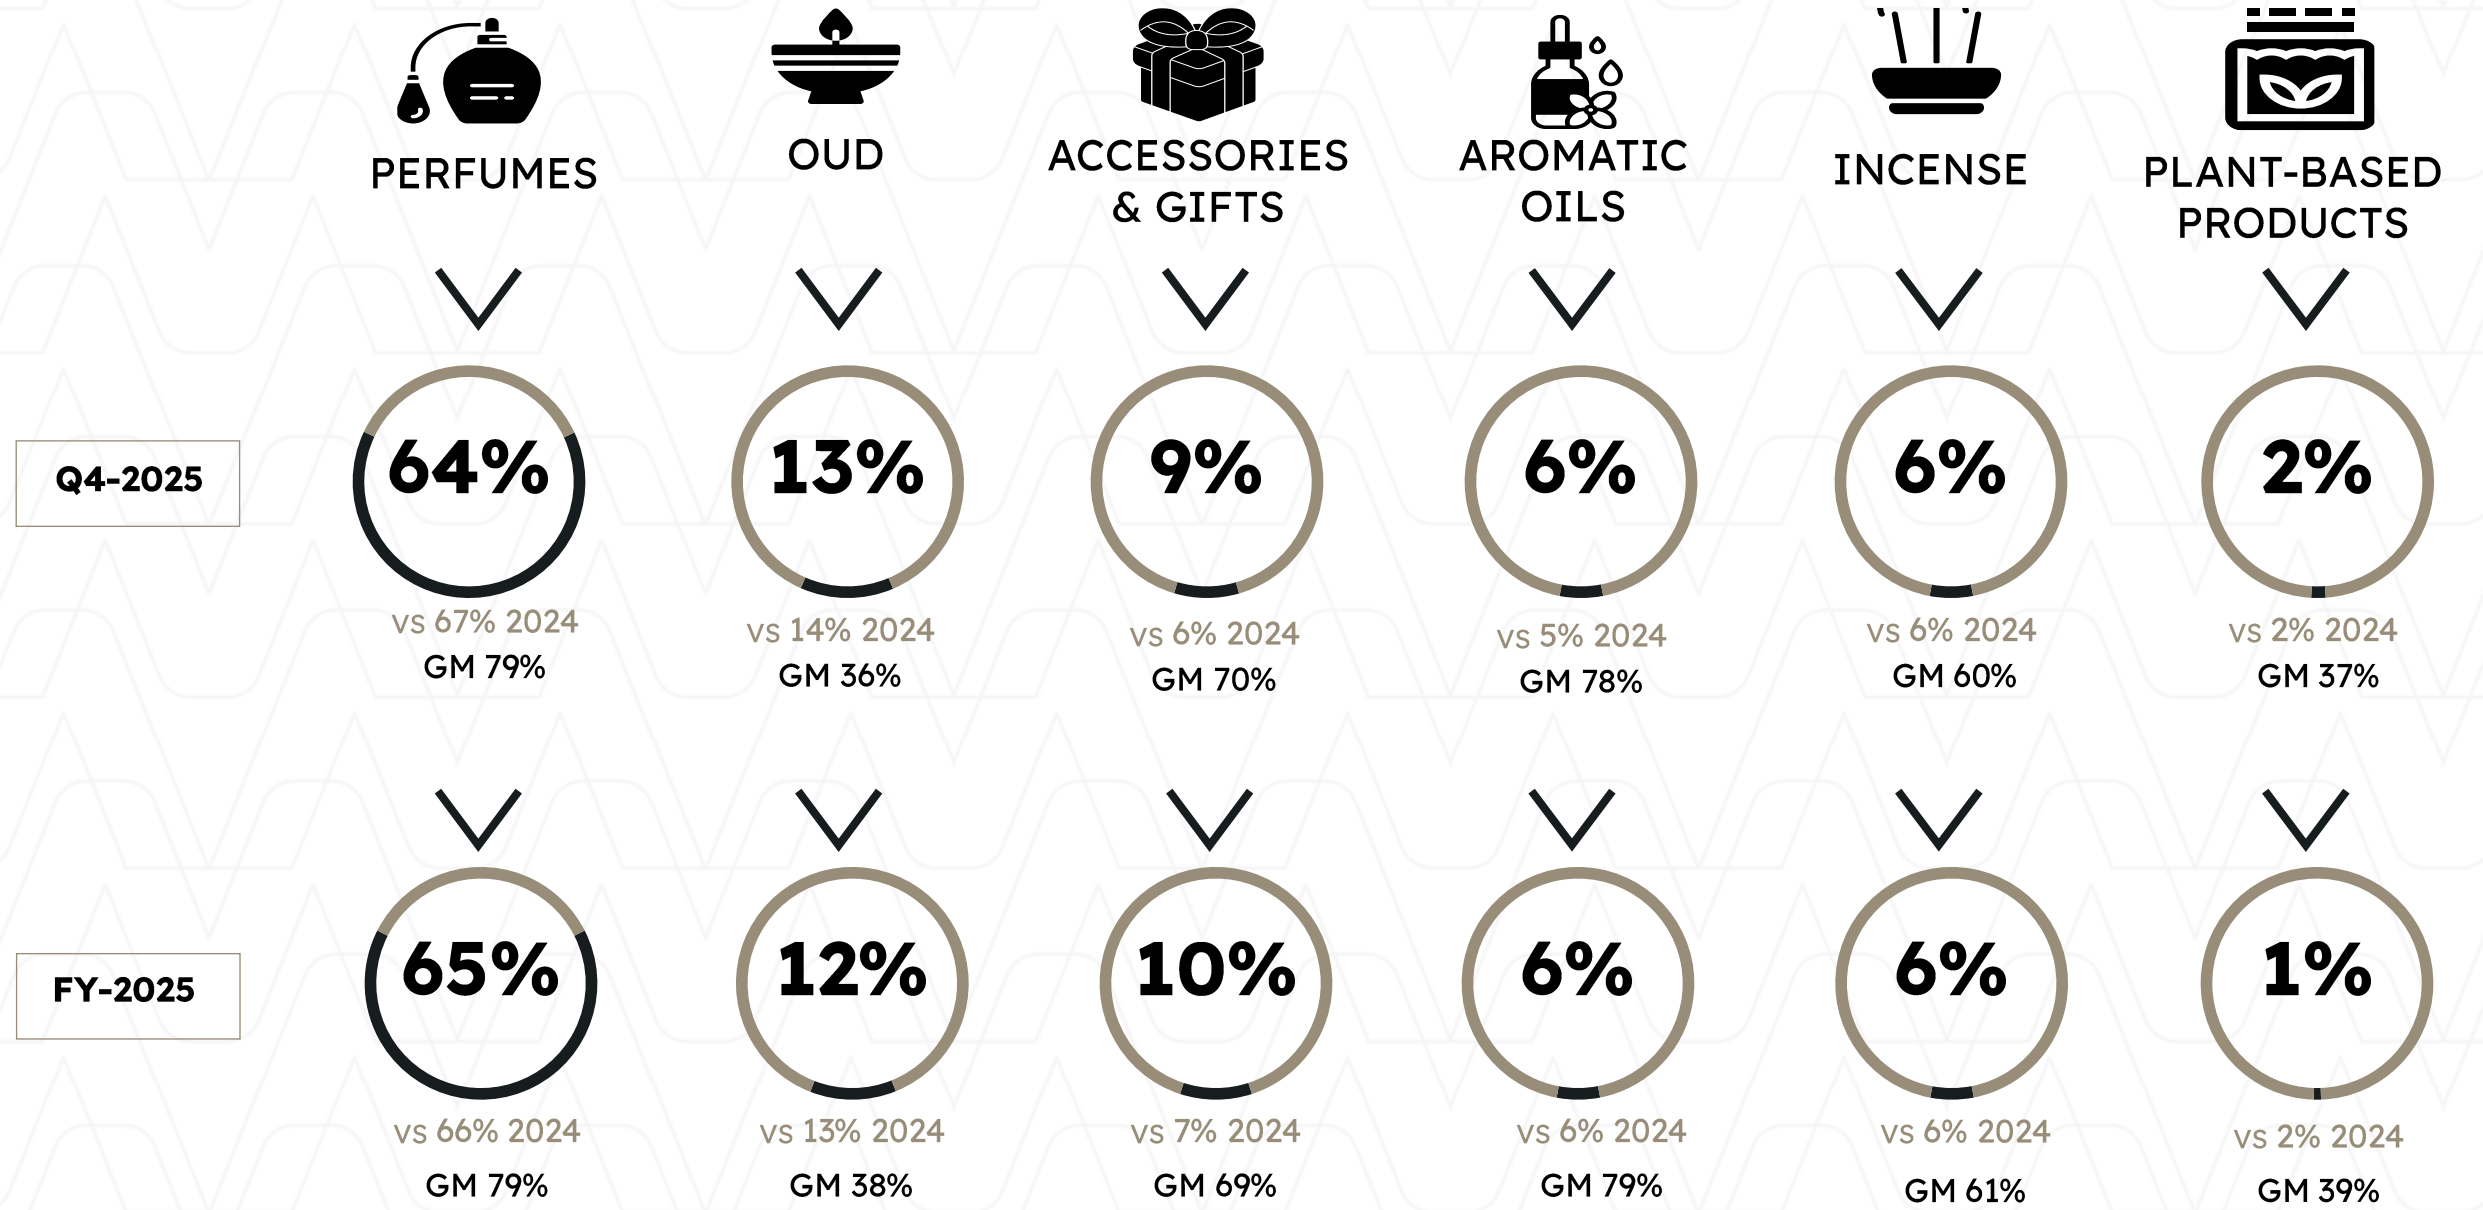 PERFUMES
OUD
ACCESSORIES
& GIFTS
AROMATIC
OILS
INCENSE
PLANT-BASED
PRODUCTS
Q4-2025
64%
vs 67% 2024
GM 79%
13%
vs 14% 2024
GM 36%
9%
vs 6% 2024
GM 70%
6%
vs 5% 2024
GM 78%
6%
vs 6% 2024
GM 60%
2%
vs 2% 2024
GM 37%
FY-2025
65%
vs 66% 2024
GM 79%
12%
vs 13% 2024
GM 38%
10%
vs 7% 2024
GM 69%
6%
vs 6% 2024
GM 79%
6%
vs 6% 2024
GM 61%
1%
vs 2% 2024
GM 39%